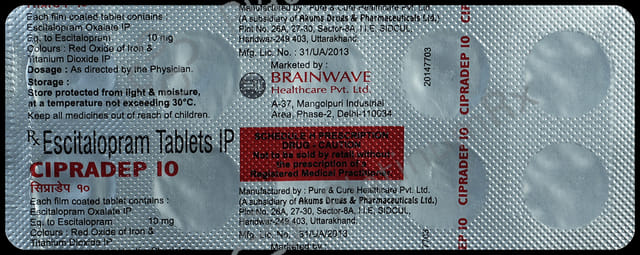 Each film coated tablet contains :
Escitalopram Oxalate IP
Eq. to Escitalopram 10 mg
Colours : Red Oxide of Iron &
Titanium Dioxide IP
Dosage : As directed by the Physician.
Storage :
Store protected from light & moisture,
at a temperature not exceeding 30°C.
Keep all medicines out of reach of children.
Rx Escitalopram Tablets IP
CIPRADEP 10
सिप्राडेप १०
Each film coated tablet contains :
Escitalopram Oxalate IP
Eq. to Escitalopram 10 mg
Colours : Red Oxide of Iron &
Titanium Dioxide IP
Manufactured by : Pure & Cure Healthcare Pvt. Ltd.
(A subsidiary of Akums Drugs & Pharmaceuticals Ltd.)
Plot No. 26A, 27-30, Sector-8A, I.I.E, SIDCUL,
Haridwar-249 403, Uttarakhand.
Mfg. Lic. No. : 31/UA/2013
Marketed by :
BRAINWAVE
Healthcare Pvt. Ltd.
A-37, Mangolpuri Industrial
Area, Phase-2, Delhi-110034
SCHEDULE H PRESCRIPTION
DRUG - CAUTION
Not to be sold by retail without
the prescription of a
Registered Medical Practitioner.
Manufactured by : Pure & Cure Healthcare Pvt. Ltd.
(A subsidiary of Akums Drugs & Pharmaceuticals Ltd.)
Plot No. 26A, 27-30, Sector-8A, I.I.E, SIDCUL,
Haridwar-249 403, Uttarakhand.
Mfg. Lic. No. : 31/UA/2013
Marketed by :
20147703
7703
CIPRADEP 10
CIPRADEP 10